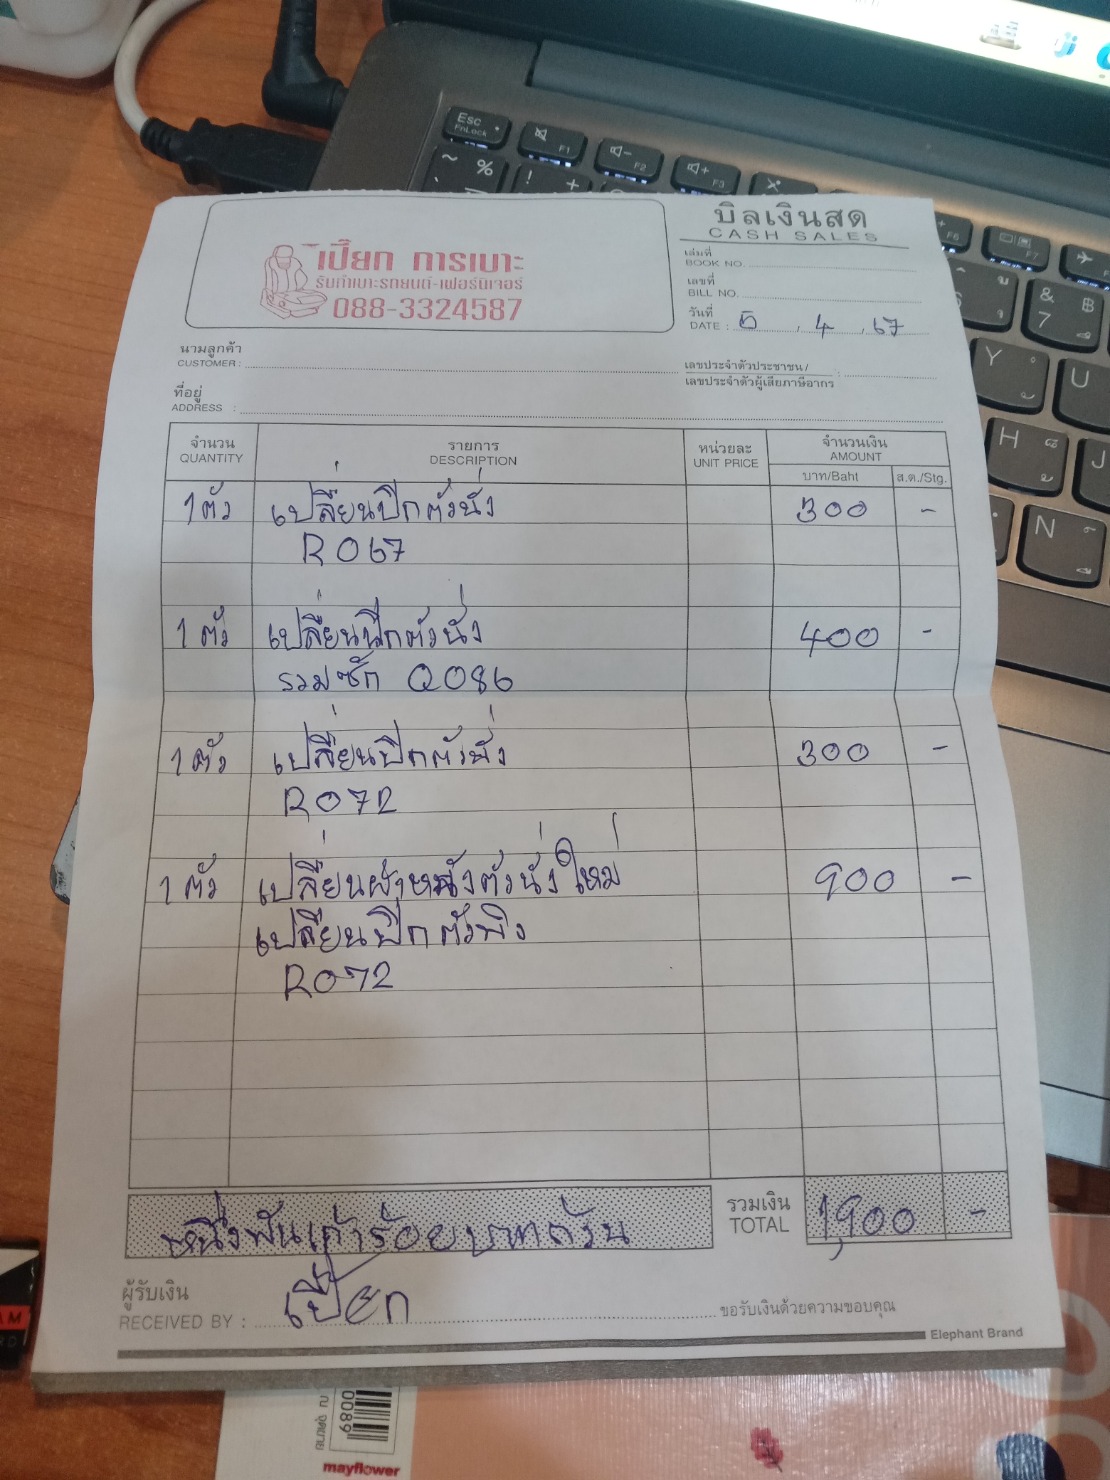 บิลเงินสด
CASH SALES
เปี๊ยก การเบาะ
รับทำเบาะรถยนต์-เฟอร์นิเจอร์
088-3324587
เล่มที่
BOOK NO.
เลขที่
BILL NO.
วันที่
DATE : 5 . 4 . 67
นามลูกค้า
CUSTOMER :
เลขประจำตัวประชาชน/
เลขประจำตัวผู้เสียภาษีอากร :
ที่อยู่
ADDRESS :
จำนวน รายการ หน่วยละ จำนวนเงิน
QUANTITY DESCRIPTION UNIT PRICE AMOUNT
บาท/Baht ส.ต./Stg.
1 ตัว เปลี่ยนปีกตัวนั่ง 300 -
R067
1 ตัว เปลี่ยนปีกตัวนั่ง 400 -
รวมซัก Q086
1 ตัว เปลี่ยนปีกตัวนั่ง 300 -
R072
1 ตัว เปลี่ยนผ้าหนังตัวนั่งใหม่ 900 -
เปลี่ยนปีกตัวพิง
R072
หนึ่งพันเก้าร้อยบาทถ้วน
รวมเงิน
TOTAL 1,900 -
ผู้รับเงิน
RECEIVED BY : เปี๊ยก ขอรับเงินด้วยความขอบคุณ
Elephant Brand
0089
mayflower
Esc
FnLock
F1
F2
F3
F6
F7
&
7
Y
U
H
J
N